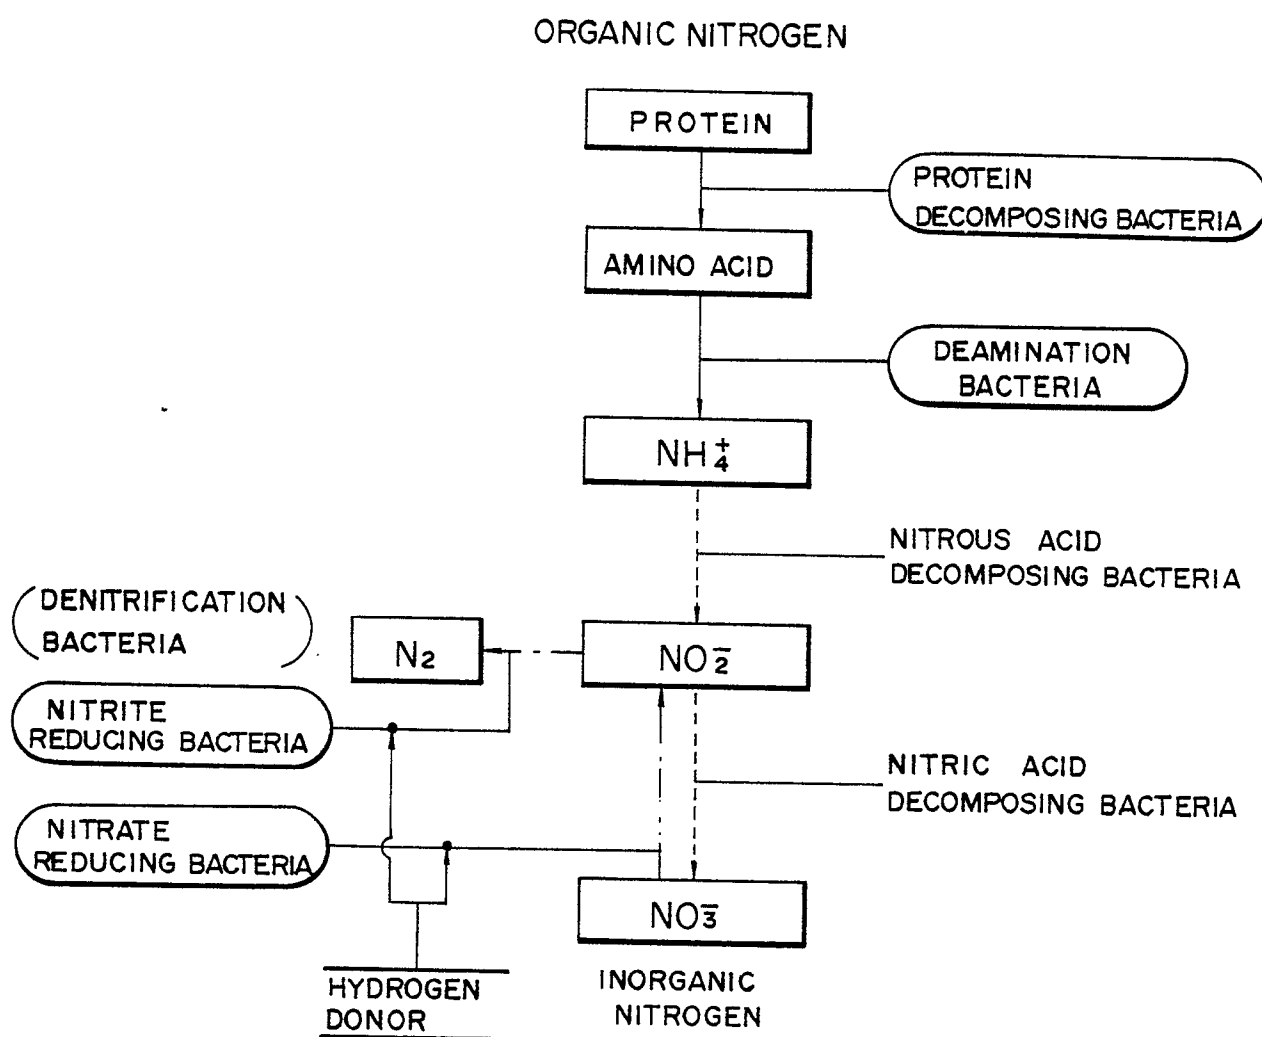 ORGANIC NITROGEN
PROTEIN
PROTEIN
DECOMPOSING BACTERIA
AMINO ACID
DEAMINATION
BACTERIA
NH₄⁺
NITROUS ACID
DECOMPOSING BACTERIA
(DENITRIFICATION
BACTERIA)
N₂
NO₂⁻
NITRITE
REDUCING BACTERIA
NITRIC ACID
DECOMPOSING BACTERIA
NITRATE
REDUCING BACTERIA
NO₃⁻
HYDROGEN
DONOR
INORGANIC
NITROGEN